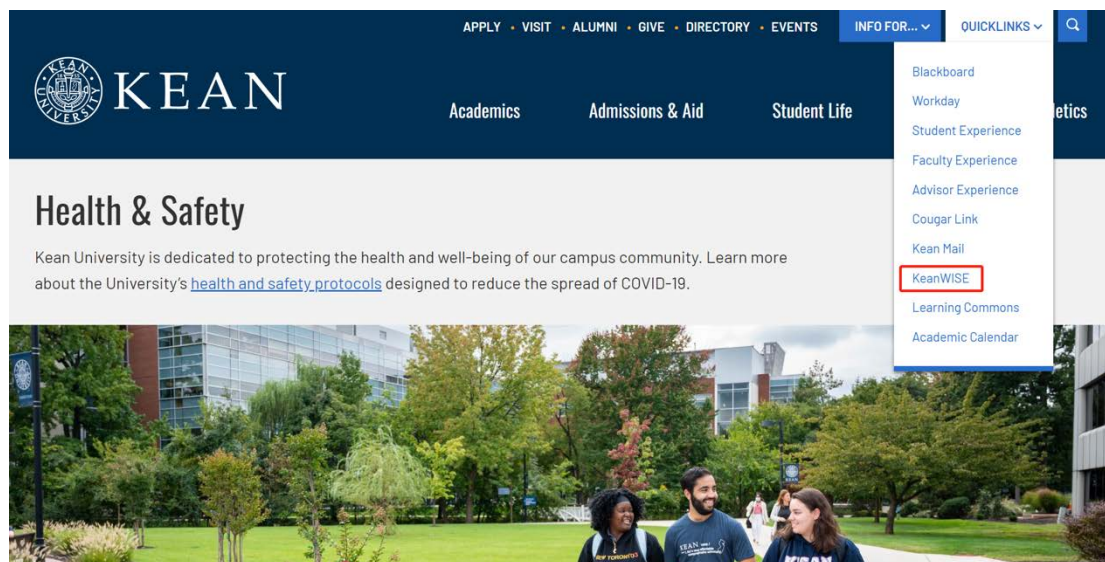 APPLY • VISIT • ALUMNI • GIVE • DIRECTORY • EVENTS INFO FOR... QUICKLINKS
KEAN UNIVERSITY
KEAN
Academics Admissions & Aid Student Life letics
Blackboard
Workday
Student Experience
Faculty Experience
Advisor Experience
Cougar Link
Kean Mail
KeanWISE
Learning Commons
Academic Calendar
Health & Safety
Kean University is dedicated to protecting the health and well-being of our campus community. Learn more
about the University's health and safety protocols designed to reduce the spread of COVID-19.
KEAN